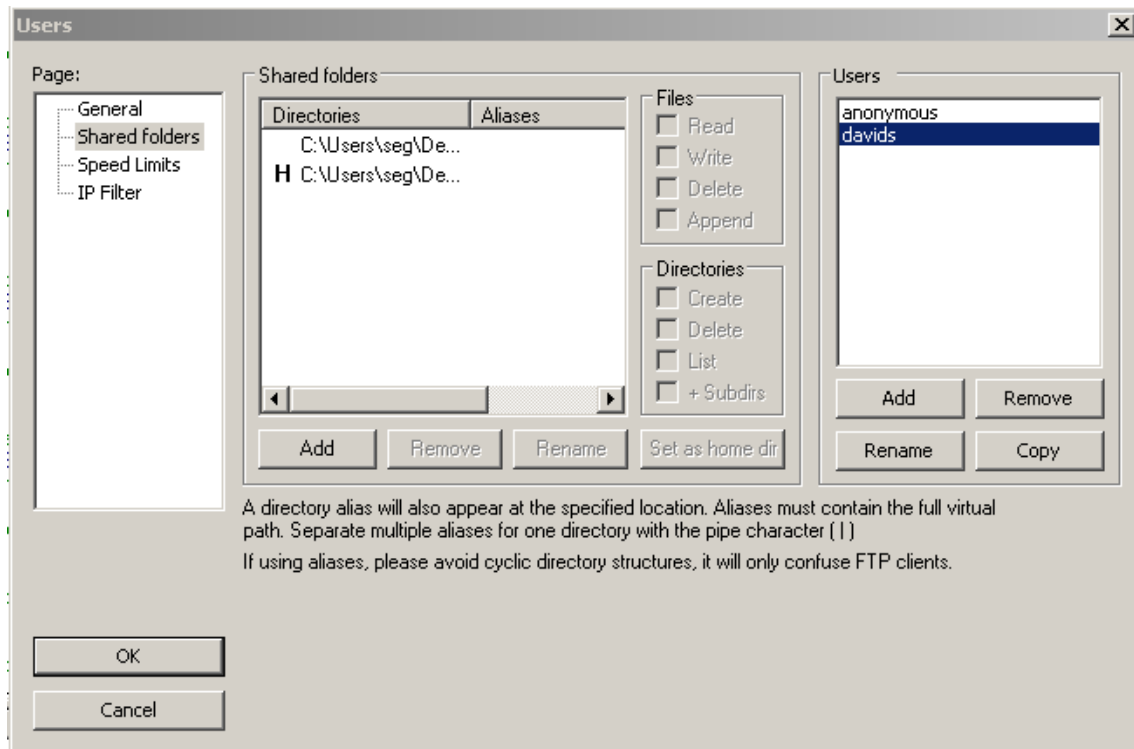 Users
Page:
General
Shared folders
Speed Limits
IP Filter
Shared folders
Directories Aliases
C:\Users\seg\De...
H C:\Users\seg\De...
Files
Read
Write
Delete
Append
Directories
Create
Delete
List
+ Subdirs
Add Remove Rename Set as home dir
Users
anonymous
davids
Add Remove
Rename Copy
A directory alias will also appear at the specified location. Aliases must contain the full virtual
path. Separate multiple aliases for one directory with the pipe character ( | )
If using aliases, please avoid cyclic directory structures, it will only confuse FTP clients.
OK
Cancel